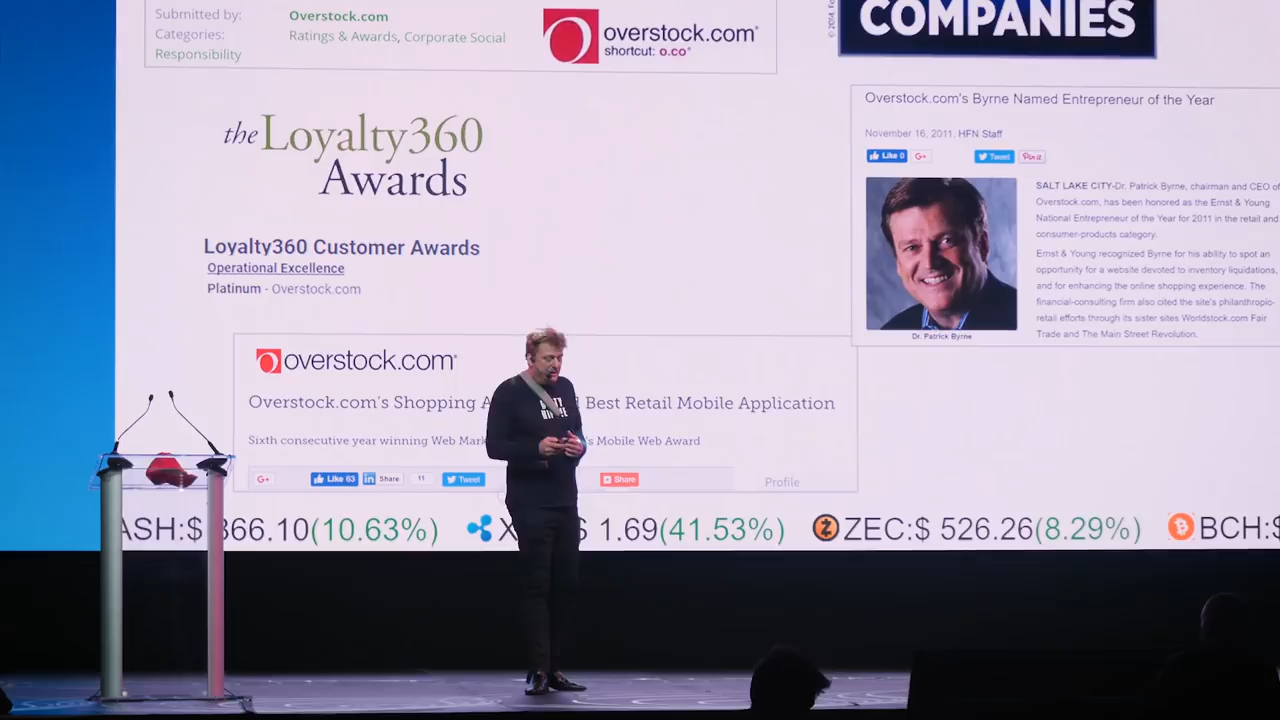 Submitted by: Overstock.com
Categories: Ratings & Awards, Corporate Social
Responsibility
overstock.com
shortcut: o.co
COMPANIES
© 2014,
the Loyalty360
Awards
Loyalty360 Customer Awards
Operational Excellence
Platinum - Overstock.com
Overstock.com's Byrne Named Entrepreneur of the Year
November 16, 2011, HFN Staff
Like 0 G+ Tweet Pin it
SALT LAKE CITY-Dr. Patrick Byrne, chairman and CEO of
Overstock.com, has been honored as the Ernst & Young
National Entrepreneur of the Year for 2011 in the retail and
consumer-products category.
Ernst & Young recognized Byrne for his ability to spot an
opportunity for a website devoted to inventory liquidations,
and for enhancing the online shopping experience. The
financial-consulting firm also cited the site's philanthropic-
retail efforts through its sister sites Worldstock.com Fair
Trade and The Main Street Revolution.
Dr. Patrick Byrne
overstock.com
Overstock.com's Shopping A Best Retail Mobile Application
Sixth consecutive year winning Web Mark 's Mobile Web Award
G+ Like 63 in Share 11 Tweet Share
Profile
ASH:$ 866.10(10.63%) X $ 1.69(41.53%) ZEC:$ 526.26(8.29%) BCH:$